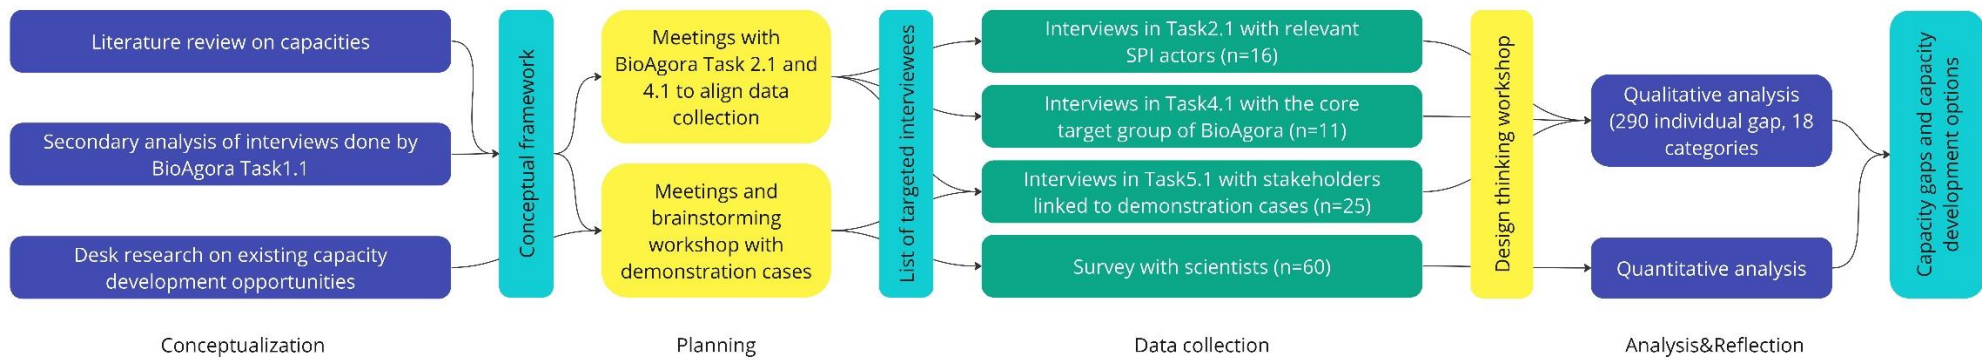 Literature review on capacities
Secondary analysis of interviews done by
BioAgora Task1.1
Desk research on existing capacity
development opportunities
Conceptual framework
Meetings with
BioAgora Task 2.1 and
4.1 to align data
collection
Meetings and
brainstorming
workshop with
demonstration cases
List of targeted interviewees
Interviews in Task2.1 with relevant
SPI actors (n=16)
Interviews in Task4.1 with the core
target group of BioAgora (n=11)
Interviews in Task5.1 with stakeholders
linked to demonstration cases (n=25)
Survey with scientists (n=60)
Design thinking workshop
Qualitative analysis
(290 individual gap, 18
categories
Quantitative analysis
Capacity gaps and capacity
development options
Conceptualization
Planning
Data collection
Analysis&Reflection